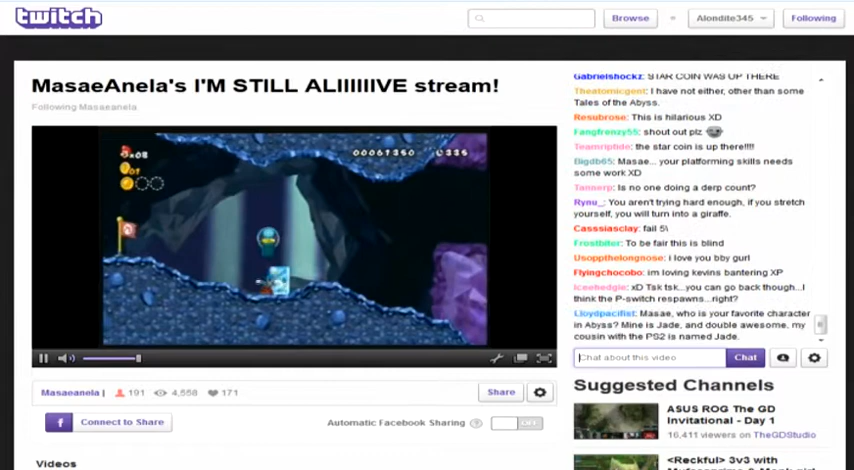 twitch
Browse
Alondite345
Following
MasaeAnela's I'M STILL ALIIIIIIVE stream!
Following Masaeanela
×08
07
00061350
335
Masaeanela |
191
4,558
171
Share
f
Connect to Share
Automatic Facebook Sharing
?
OFF
Videos
Gabrielshockz: STAR COIN WAS UP THERE
Theatomicgent: I have not either, other than some
Tales of the Abyss.
Resubrose: This is hilarious XD
Fangfrenzy55: shout out plz
Teamriptide: the star coin is up there!!!!
Bigdb65: Masae... your platforming skills needs
some work XD
Tannerp: Is no one doing a derp count?
Rynu_: You aren't trying hard enough, if you stretch
yourself, you will turn into a giraffe.
Casssiasclay: fail 5\
Frostbiter: To be fair this is blind
Usoppthelongnose: i love you bby gurl
Flyingchocobo: im loving kevins bantering XP
Iceehedgie: xD Tsk tsk...you can go back though...I
think the P-switch respawns...right?
Lloydpacifist: Masae, who is your favorite character
in Abyss? Mine is Jade, and double awesome, my
cousin with the PS2 is named Jade.
Chat about this video
Chat
Suggested Channels
ASUS ROG The GD
Invitational - Day 1
16,411 viewers on TheGDStudio
<Reckful> 3v3 with